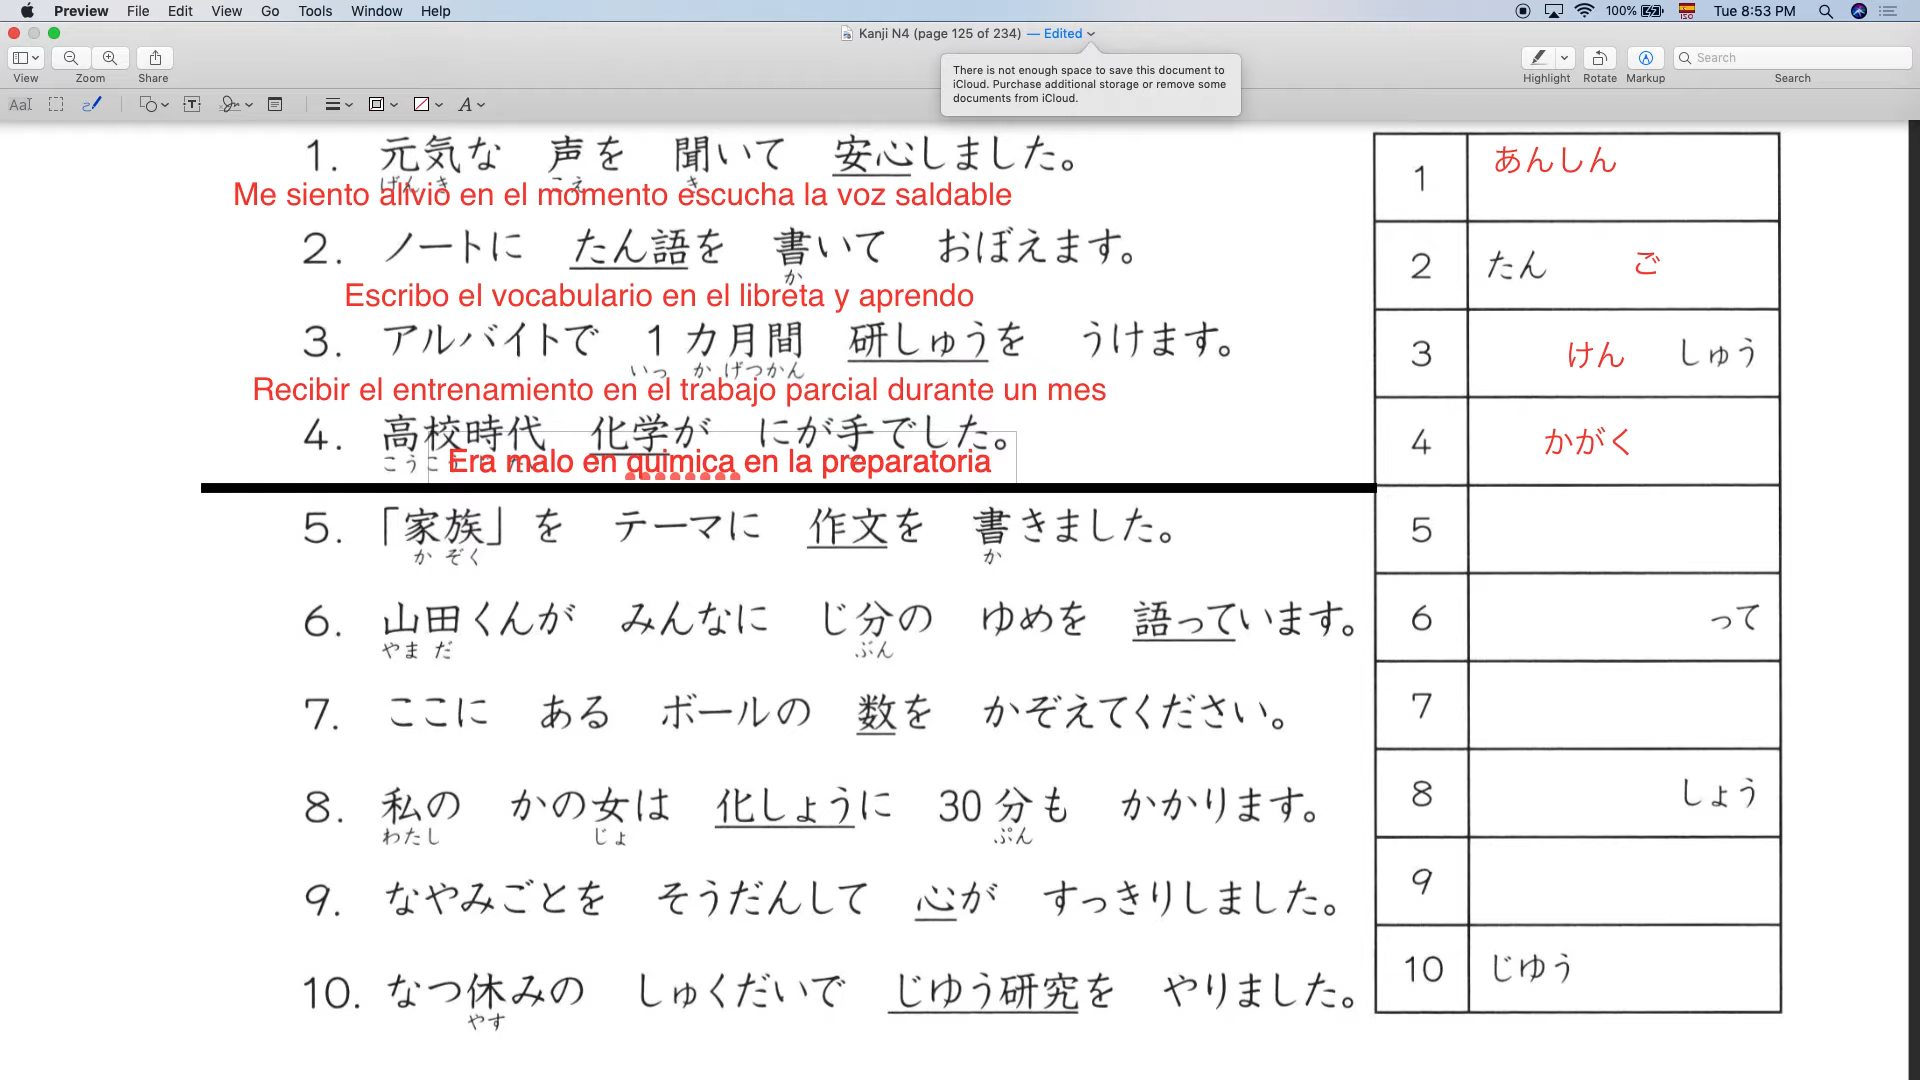 Preview File Edit View Go Tools Window Help 100% Tue 8:53 PM
Kanji N4 (page 125 of 234) — Edited
View Zoom Share Highlight Rotate Markup Search
Search
There is not enough space to save this document to
iCloud. Purchase additional storage or remove some
documents from iCloud.
1. 元気な 声を 聞いて 安心しました。
げん き こえ き
Me siento alivio en el momento escucha la voz saldable
2. ノートに たん語を 書いて おぼえます。
か
Escribo el vocabulario en el libreta y aprendo
3. アルバイトで 1カ月間 研しゅうを うけます。
いっ か げつかん
Recibir el entrenamiento en el trabajo parcial durante un mes
4. 高校時代 化学が にが手でした。
こうこう
Era malo en quimica en la preparatoria
5. 「家族」を テーマに 作文を 書きました。
か ぞく か
6. 山田くんが みんなに じ分の ゆめを 語っています。
やま だ ぶん
7. ここに ある ボールの 数を かぞえてください。
8. 私の かの女は 化しょうに 30分も かかります。
わたし じょ ぷん
9. なやみごとを そうだんして 心が すっきりしました。
10. なつ休みの しゅくだいで じゆう研究を やりました。
やす
1 あんしん
2 たん ご
3 けん しゅう
4 かがく
5
6 って
7
8 しょう
9
10 じゆう